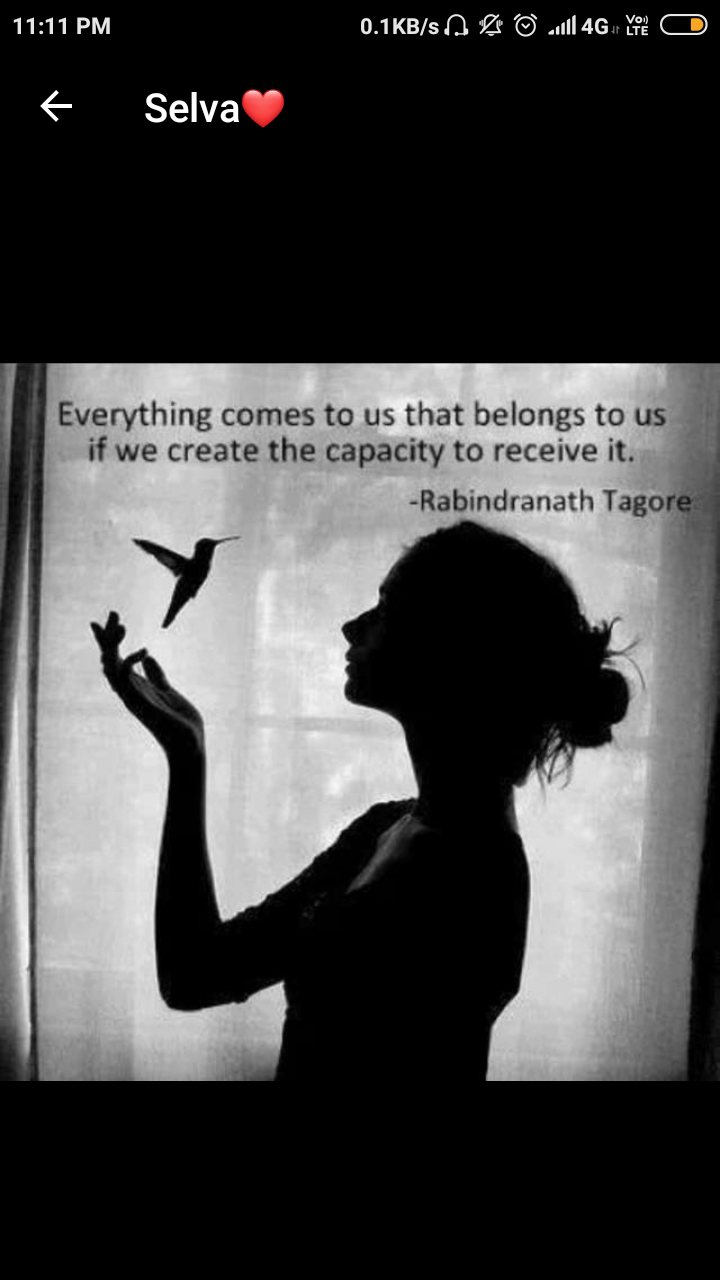 11:11 PM 0.1KB/s 4G Vo) LTE
Selva❤️
Everything comes to us that belongs to us
if we create the capacity to receive it.
-Rabindranath Tagore